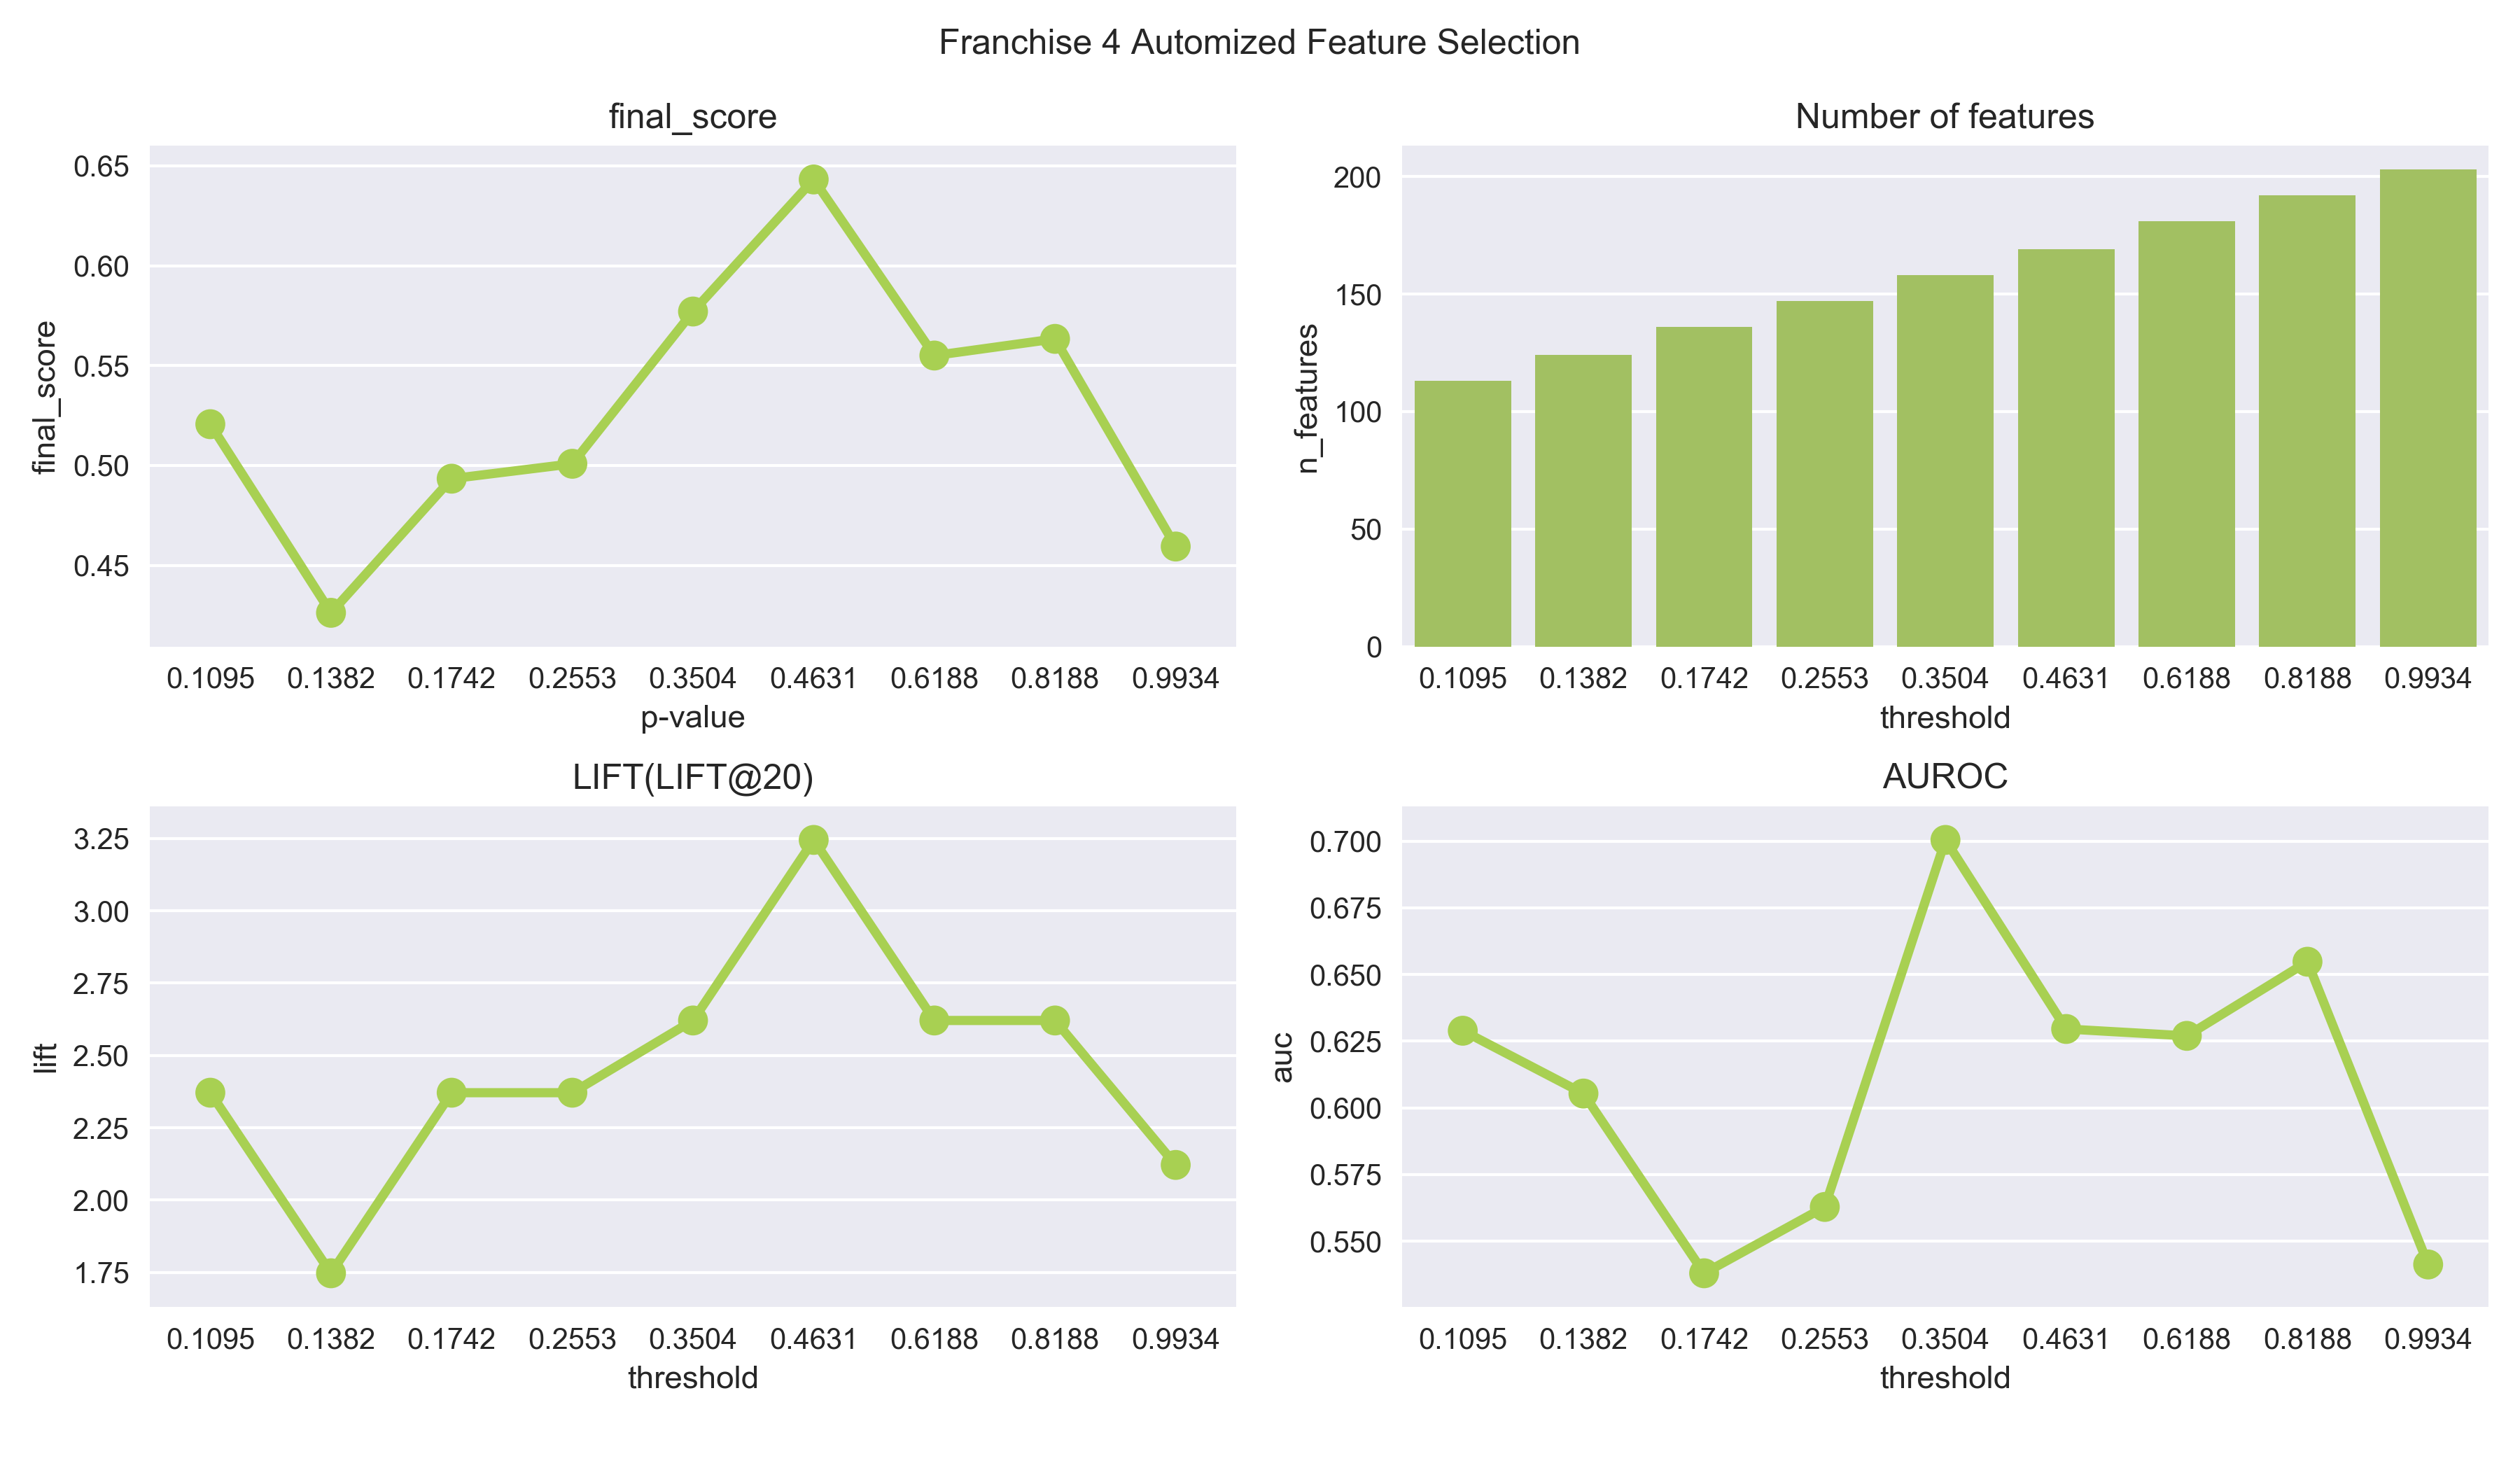 Franchise 4 Automized Feature Selection
final_score
final_score
0.65
0.60
0.55
0.50
0.45
0.1095 0.1382 0.1742 0.2553 0.3504 0.4631 0.6188 0.8188 0.9934
p-value
Number of features
n_features
200
150
100
50
0
0.1095 0.1382 0.1742 0.2553 0.3504 0.4631 0.6188 0.8188 0.9934
threshold
LIFT(LIFT@20)
lift
3.25
3.00
2.75
2.50
2.25
2.00
1.75
0.1095 0.1382 0.1742 0.2553 0.3504 0.4631 0.6188 0.8188 0.9934
threshold
AUROC
auc
0.700
0.675
0.650
0.625
0.600
0.575
0.550
0.1095 0.1382 0.1742 0.2553 0.3504 0.4631 0.6188 0.8188 0.9934
threshold